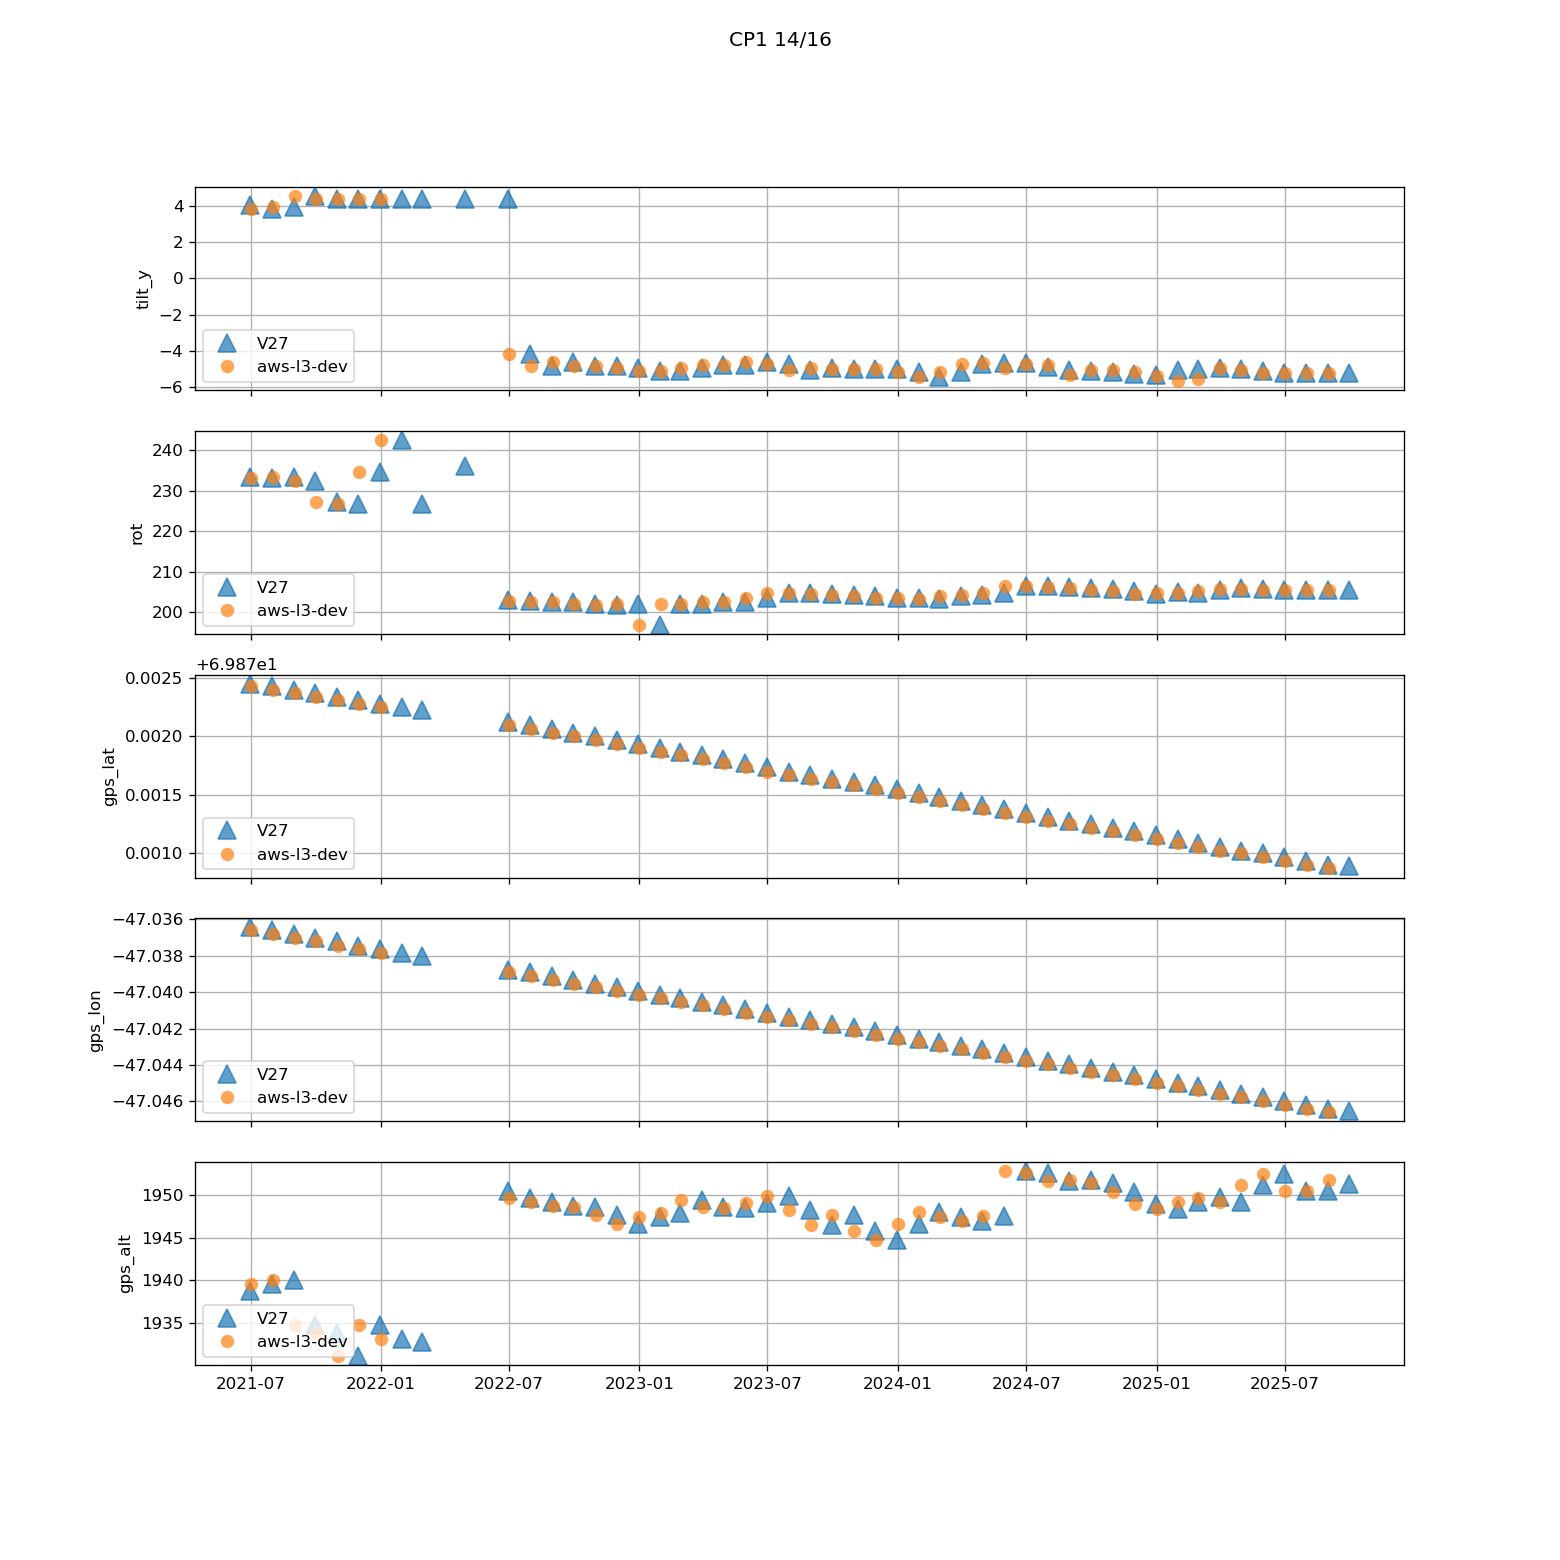 CP1 14/16
4
2
0
−2
−4
−6
tilt_y
V27
aws-l3-dev
240
230
220
210
200
rot
V27
aws-l3-dev
+6.987e1
0.0025
0.0020
0.0015
0.0010
gps_lat
V27
aws-l3-dev
−47.036
−47.038
−47.040
−47.042
−47.044
−47.046
gps_lon
V27
aws-l3-dev
1950
1945
1940
1935
gps_alt
V27
aws-l3-dev
2021-07 2022-01 2022-07 2023-01 2023-07 2024-01 2024-07 2025-01 2025-07